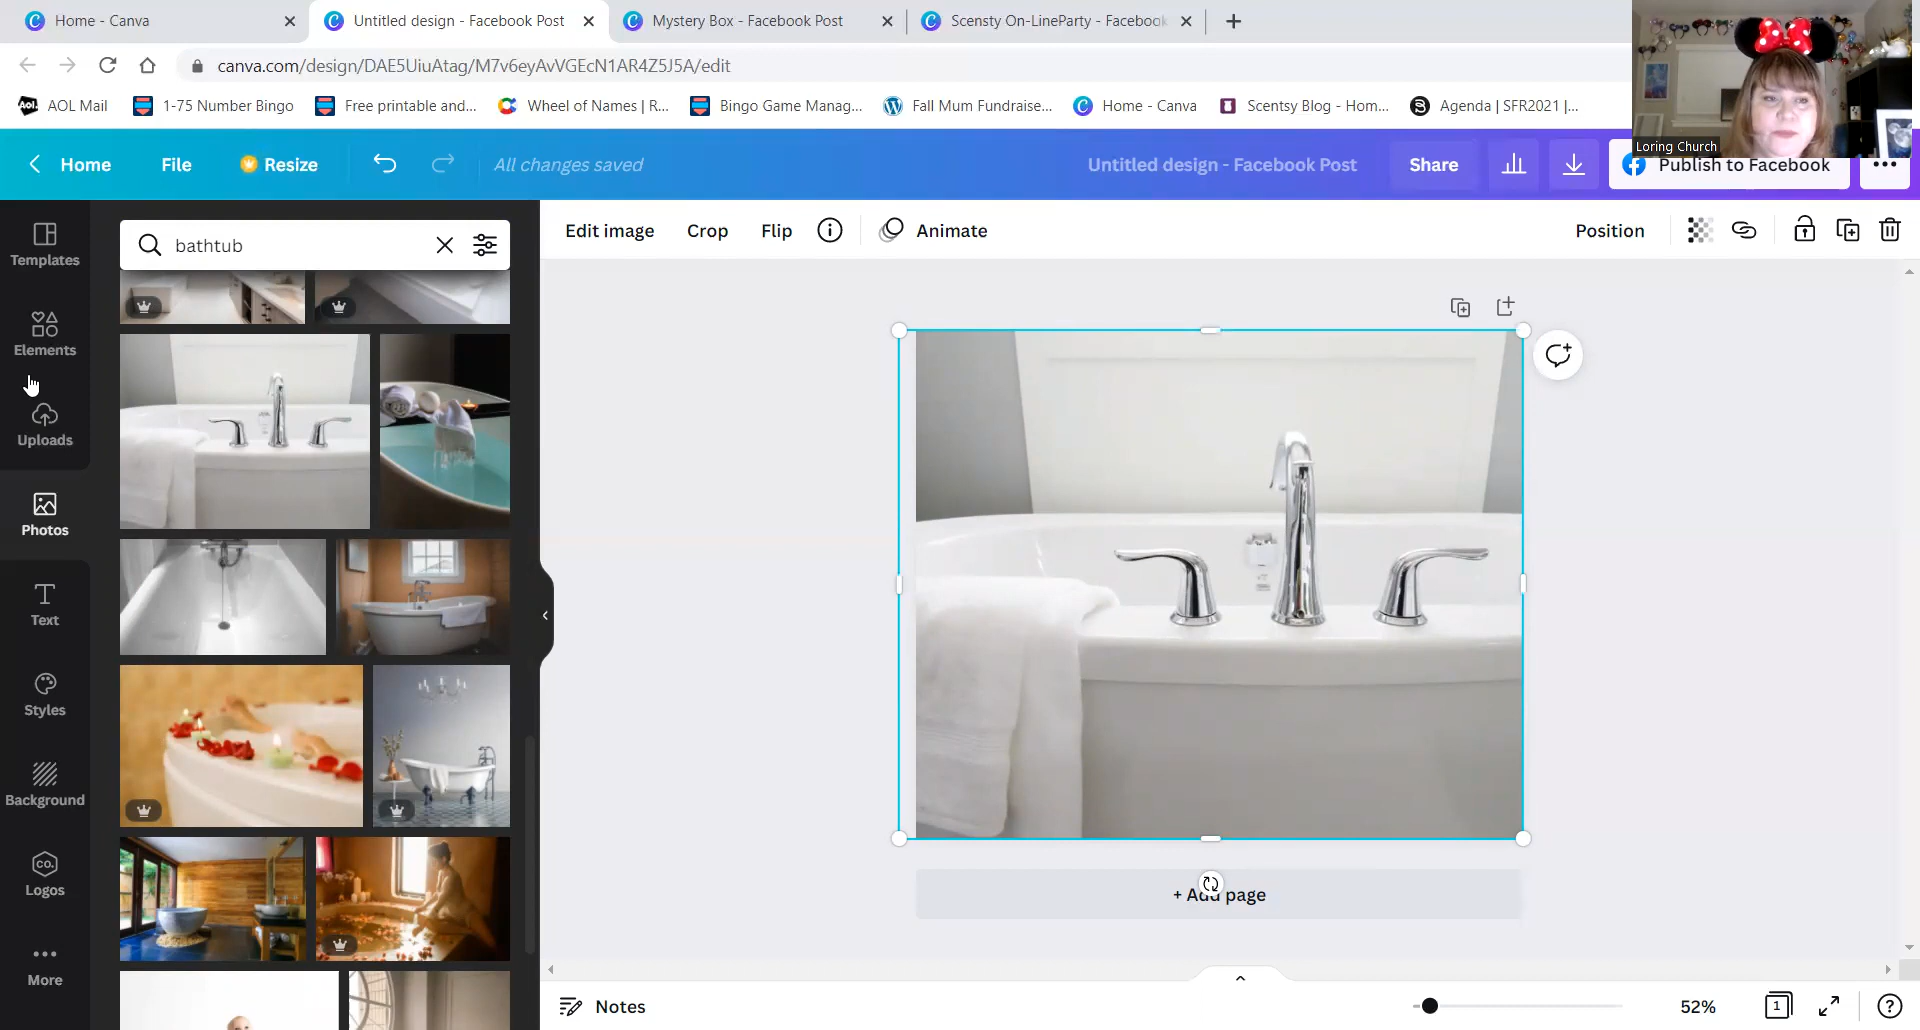 Home - Canva
Untitled design - Facebook Post
Mystery Box - Facebook Post
Scensty On-LineParty - Facebook
canva.com/design/DAE5UiuAtag/M7v6eyAvVGEcN1AR4Z5J5A/edit
Aol. AOL Mail
1-75 Number Bingo
Free printable and...
Wheel of Names | R...
Bingo Game Manag...
Fall Mum Fundraise...
Home - Canva
Scentsy Blog - Hom...
Agenda | SFR2021 |...
Loring Church
Home
File
Resize
All changes saved
Untitled design - Facebook Post
Share
Publish to Facebook
Templates
Elements
Uploads
Photos
Text
Styles
Background
CO.
Logos
More
bathtub
Edit image
Crop
Flip
Animate
Position
+ Add page
Notes
52%
1